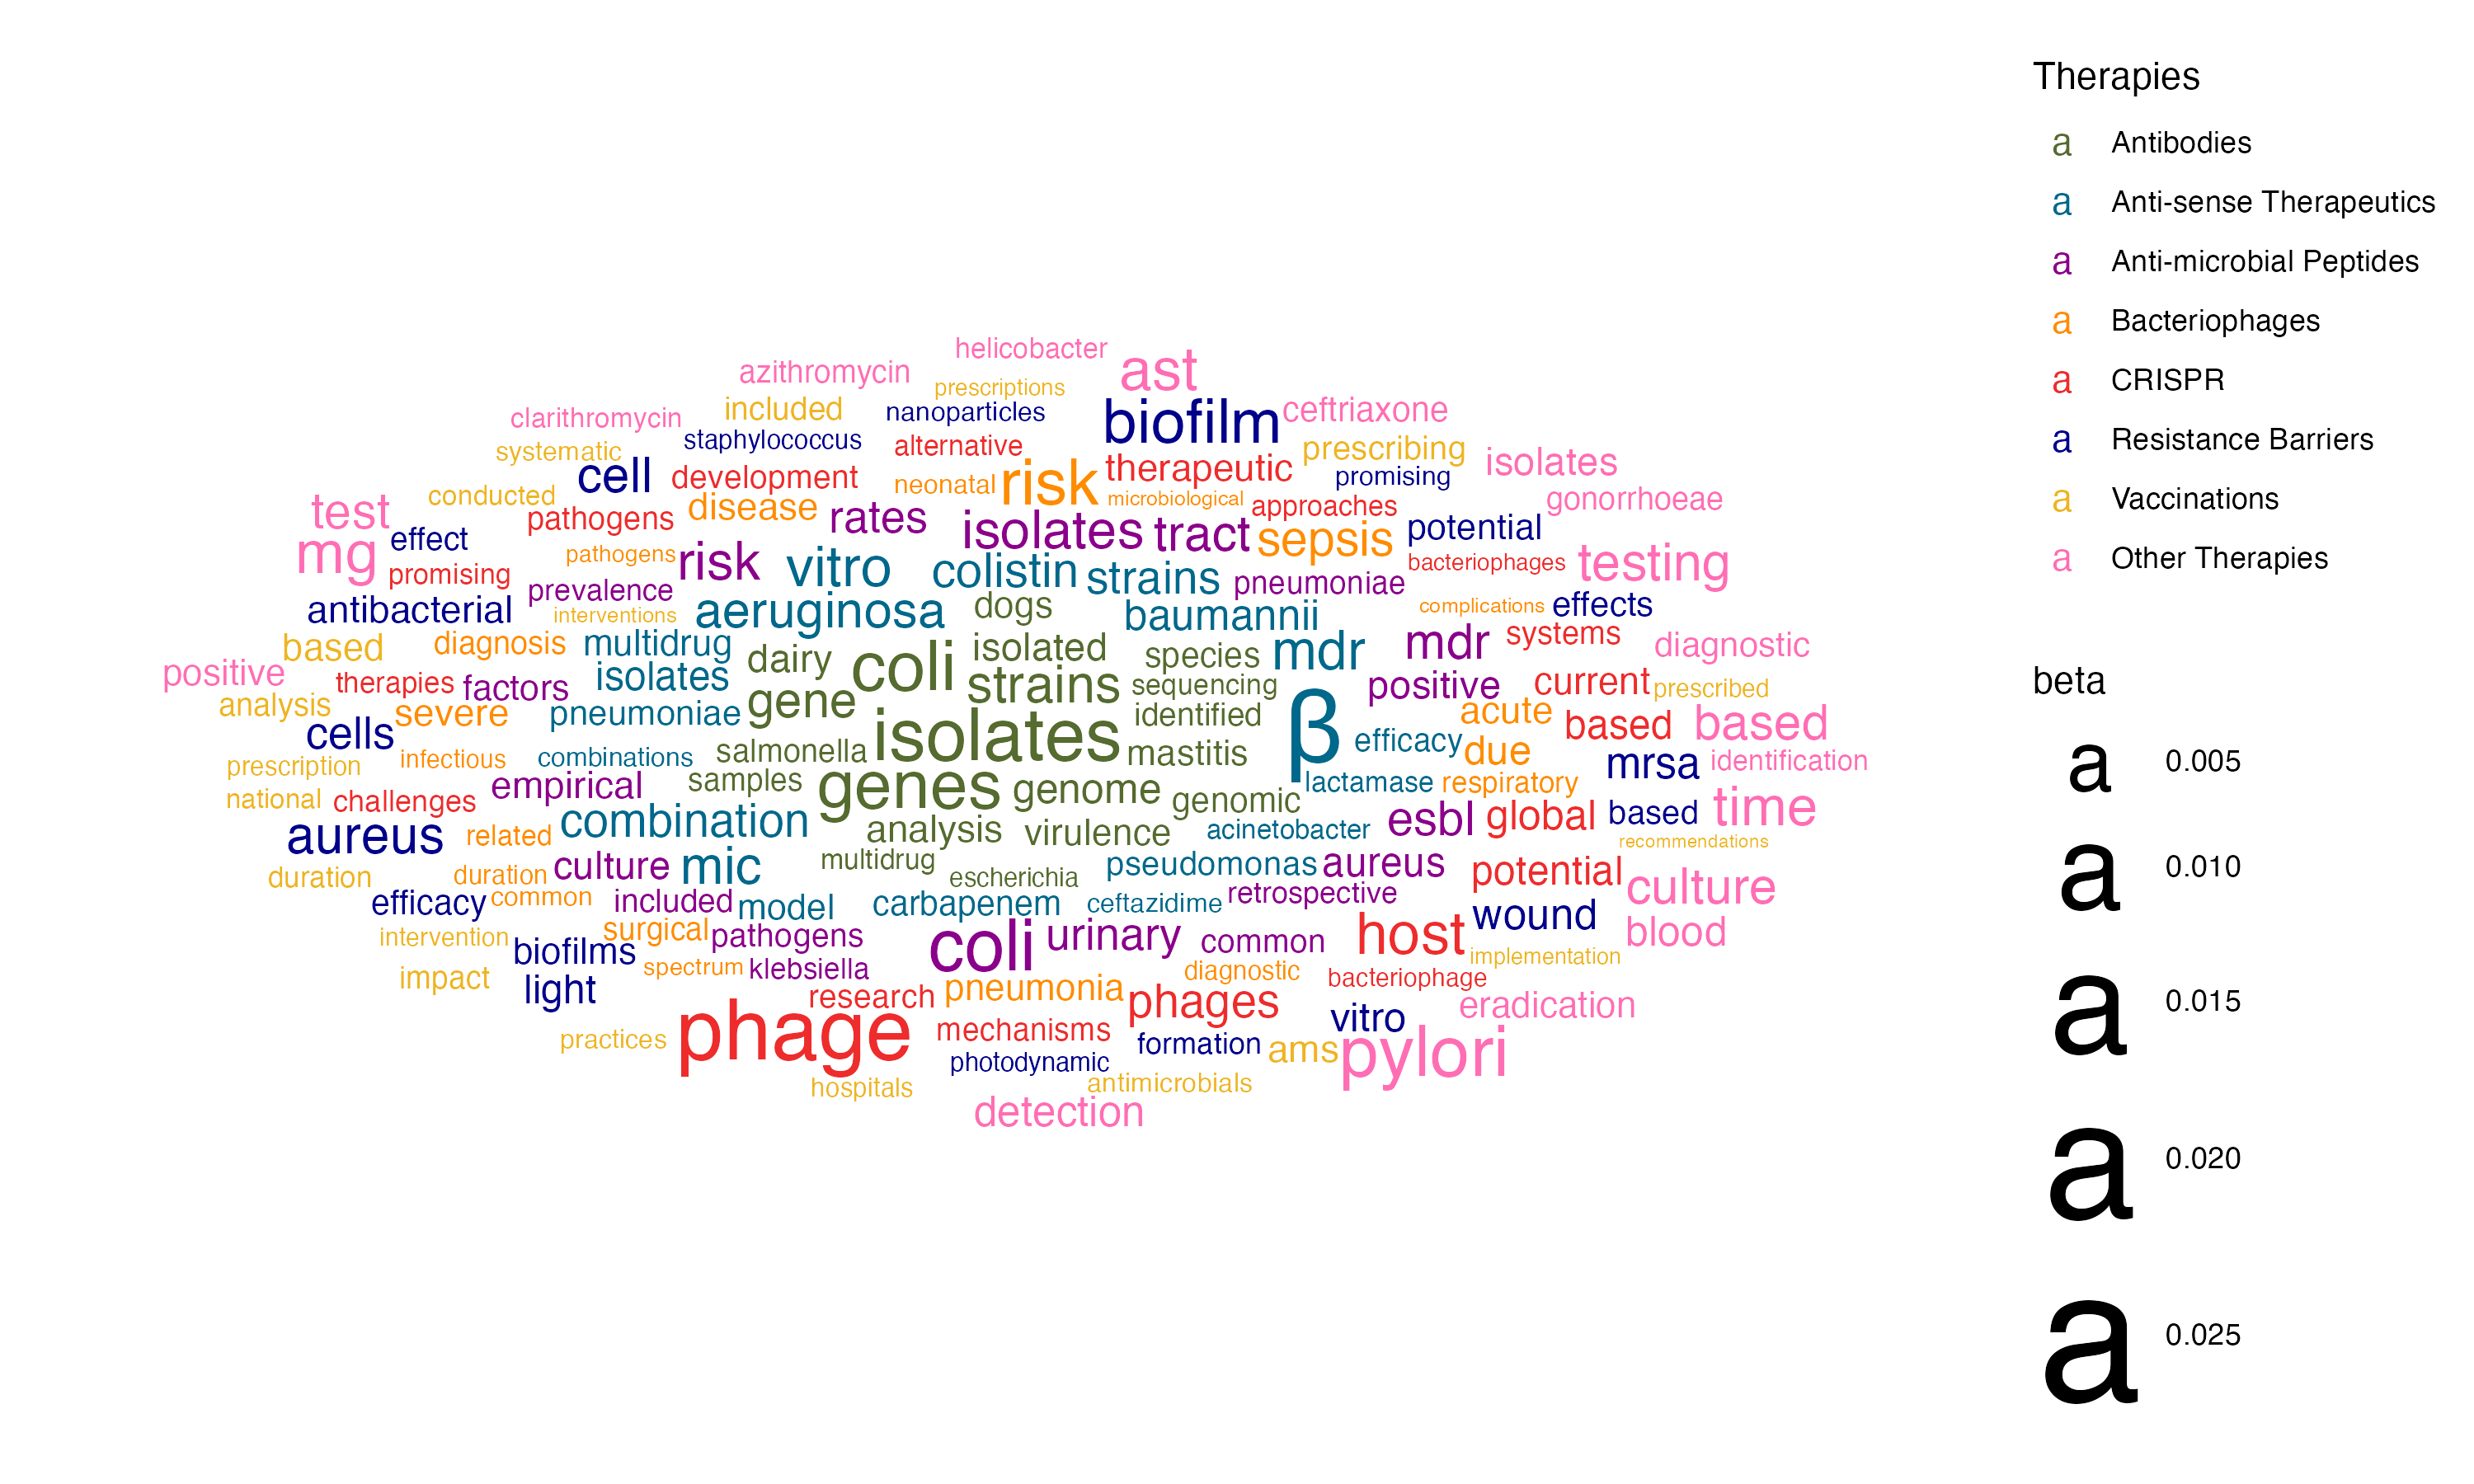 helicobacter
azithromycin
ast
prescriptions
clarithromycin
included
nanoparticles
biofilm
ceftriaxone
systematic
staphylococcus
alternative
prescribing
cell
development
therapeutic
promising
isolates
conducted
neonatal
risk
microbiological
approaches
gonorrhoeae
test
pathogens
disease
rates
isolates
tract
sepsis
potential
mg
effect
pathogens
risk
vitro
colistin
strains
bacteriophages
testing
promising
prevalence
pneumoniae
antibacterial
interventions
aeruginosa
dogs
baumannii
complications
effects
based
diagnosis
multidrug
dairy
coli
isolated
species
mdr
mdr
systems
diagnostic
positive
therapies
factors
isolates
gene
strains
sequencing
positive
current
prescribed
analysis
severe
pneumoniae
isolates
identified
β
acute
based
based
cells
infectious
combinations
salmonella
mastitis
efficacy
due
mrsa
identification
prescription
empirical
samples
genes
genome
genomic
lactamase
respiratory
national
challenges
combination
esbl
global
based
time
aureus
related
analysis
virulence
acinetobacter
recommendations
duration
duration
culture
mic
multidrug
escherichia
pseudomonas
aureus
potential
culture
efficacy
common
included
model
carbapenem
ceftazidime
retrospective
wound
blood
intervention
biofilms
surgical
pathogens
coli
urinary
common
host
implementation
impact
light
spectrum
klebsiella
diagnostic
bacteriophage
research
pneumonia
phages
eradication
practices
phage
mechanisms
vitro
formation
photodynamic
ams
pylori
hospitals
antimicrobials
detection
Therapies
a Antibodies
a Anti-sense Therapeutics
a Anti-microbial Peptides
a Bacteriophages
a CRISPR
a Resistance Barriers
a Vaccinations
a Other Therapies
beta
a 0.005
a 0.010
a 0.015
a 0.020
a 0.025